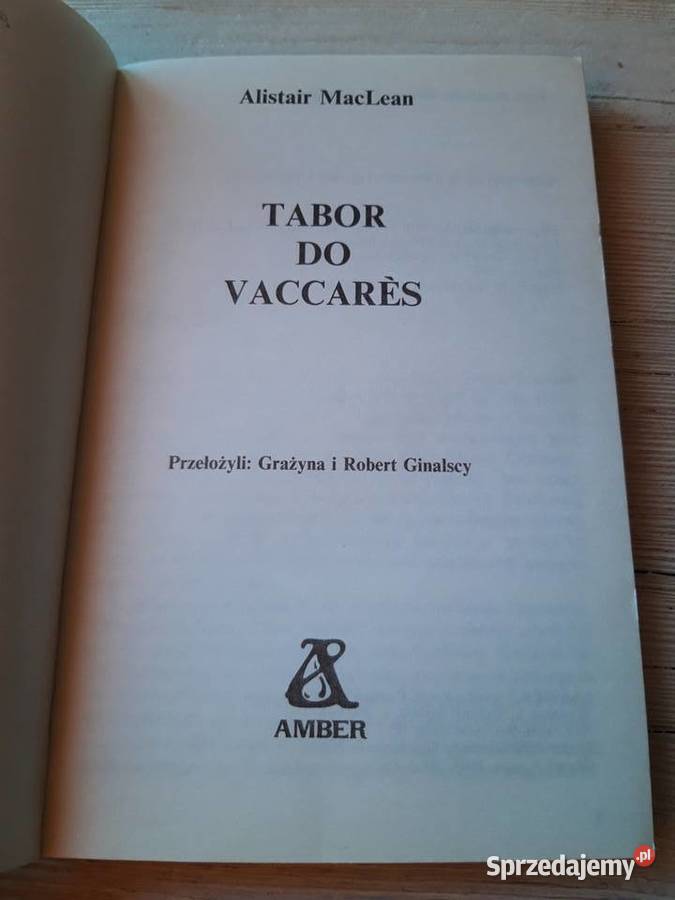 Alistair MacLean
TABOR
DO
VACCARÈS
Przełożyli: Grażyna i Robert Ginalscy
AMBER
Sprzedajemy.pl